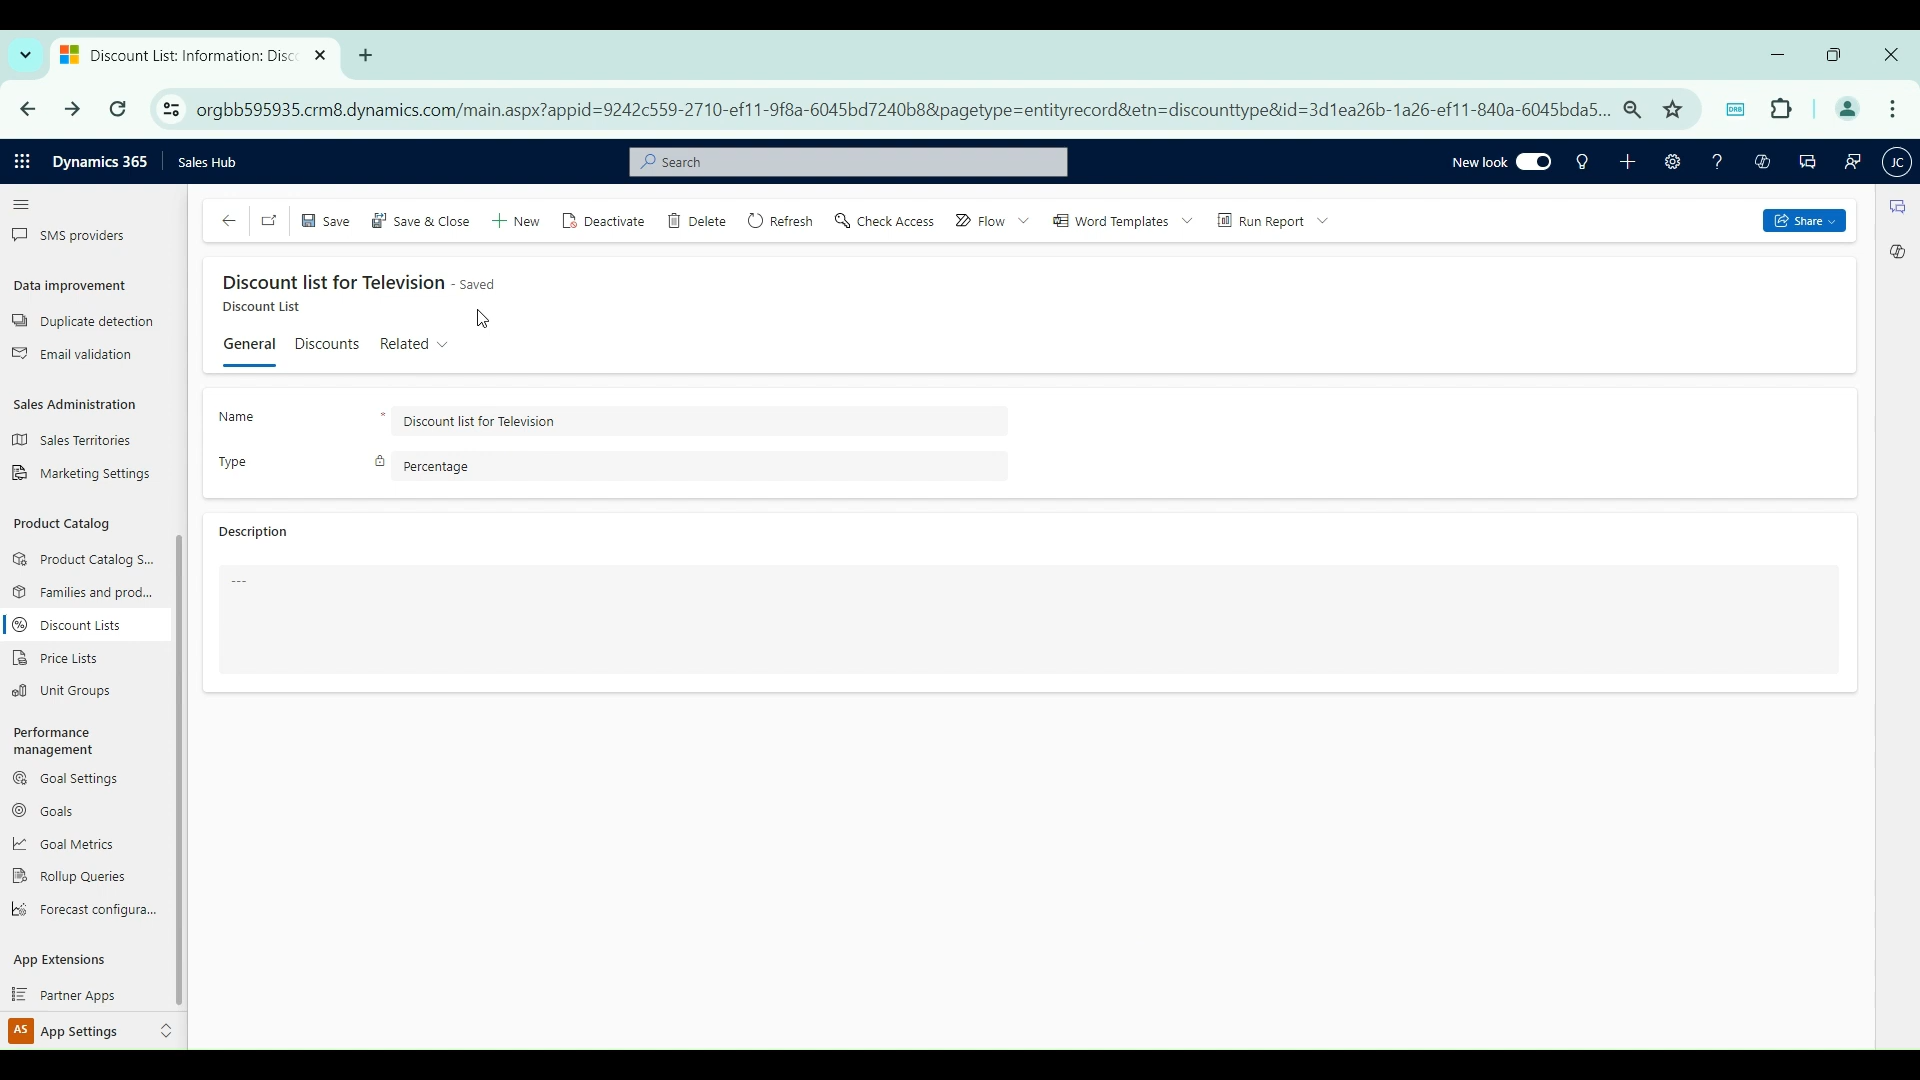 Discount List: Information: Disc
orgbb595935.crm8.dynamics.com/main.aspx?appid=9242c559-2710-ef11-9f8a-6045bd7240b8&pagetype=entityrecord&etn=discounttype&id=3d1ea26b-1a26-ef11-840a-6045bda5...
DRB
Dynamics 365 Sales Hub
Search
New look
JC
SMS providers
Data improvement
Duplicate detection
Email validation
Sales Administration
Sales Territories
Marketing Settings
Product Catalog
Product Catalog S...
Families and prod...
Discount Lists
Price Lists
Unit Groups
Performance
management
Goal Settings
Goals
Goal Metrics
Rollup Queries
Forecast configura...
App Extensions
Partner Apps
AS App Settings
Save Save & Close New Deactivate Delete Refresh Check Access Flow Word Templates Run Report Share
Discount list for Television - Saved
Discount List
General Discounts Related
Name * Discount list for Television
Type Percentage
Description
---